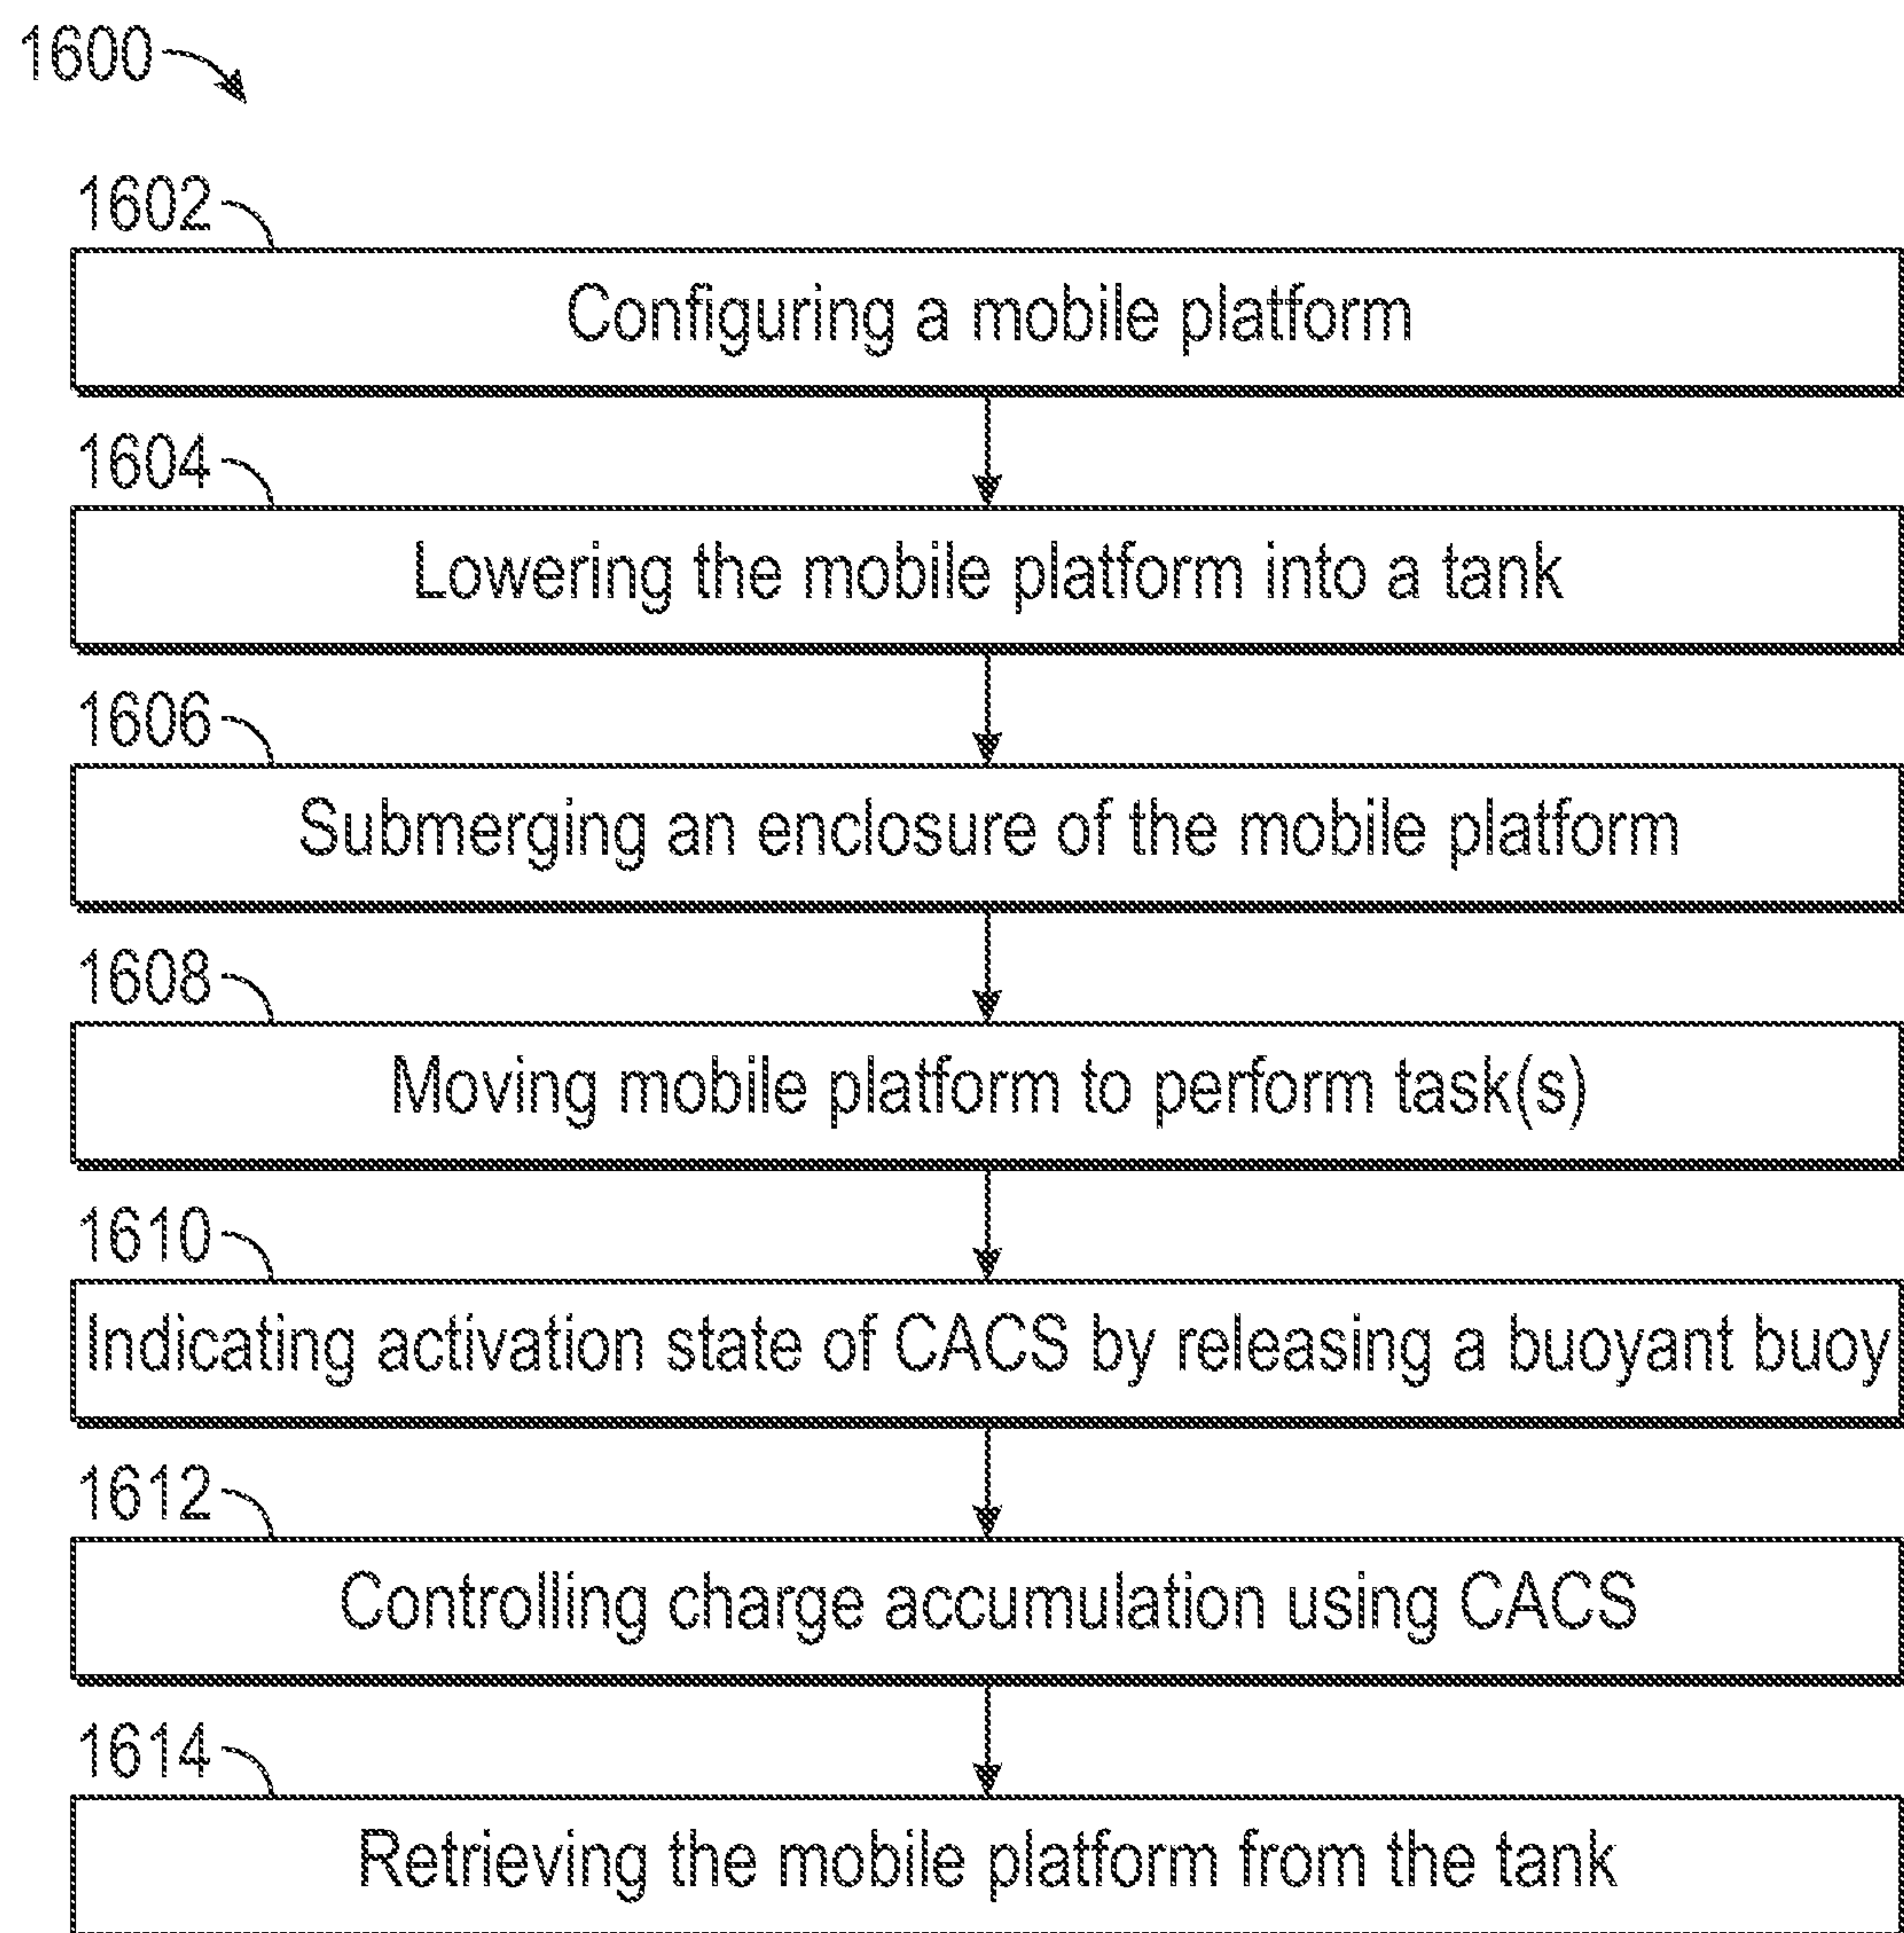 1600
1602
Configuring a mobile platform
1604
Lowering the mobile platform into a tank
1606
Submerging an enclosure of the mobile platform
1608
Moving mobile platform to perform task(s)
1610
Indicating activation state of CACS by releasing a buoyant buoy
1612
Controlling charge accumulation using CACS
1614
Retrieving the mobile platform from the tank